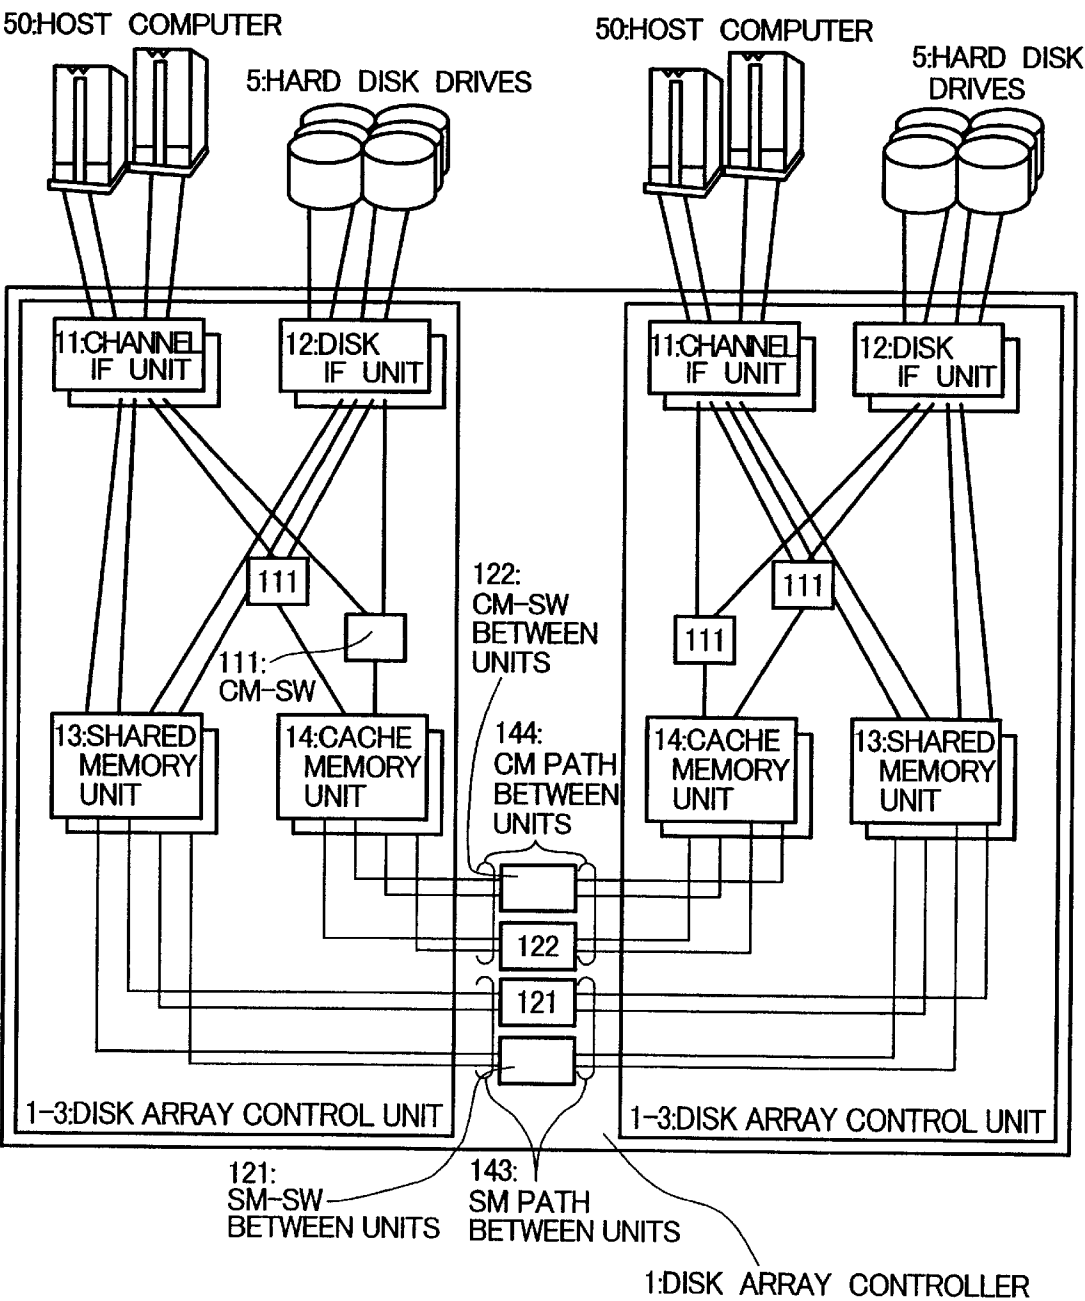 50:HOST COMPUTER
5:HARD DISK DRIVES
50:HOST COMPUTER
5:HARD DISK
DRIVES
11:CHANNEL
IF UNIT
12:DISK
IF UNIT
11:CHANNEL
IF UNIT
12:DISK
IF UNIT
111
111:
CM-SW
122:
CM-SW
BETWEEN
UNITS
111
111
13:SHARED
MEMORY
UNIT
14:CACHE
MEMORY
UNIT
144:
CM PATH
BETWEEN
UNITS
14:CACHE
MEMORY
UNIT
13:SHARED
MEMORY
UNIT
122
121
1-3:DISK ARRAY CONTROL UNIT
1-3:DISK ARRAY CONTROL UNIT
121:
SM-SW
BETWEEN UNITS
143:
SM PATH
BETWEEN UNITS
1:DISK ARRAY CONTROLLER